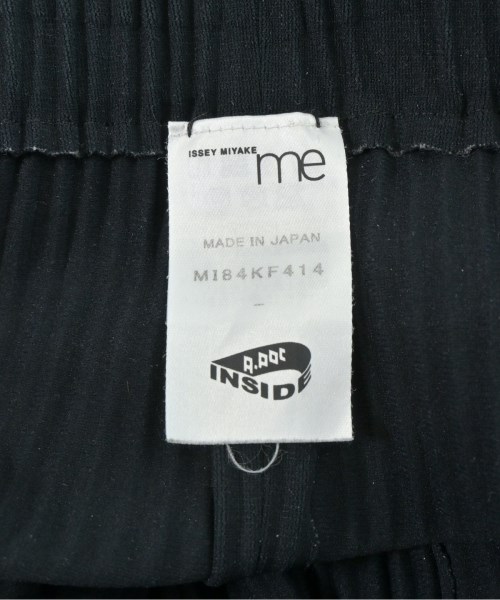 ISSEY MIYAKE me
MADE IN JAPAN
MI84KF414
-
A.POC
INSIDE